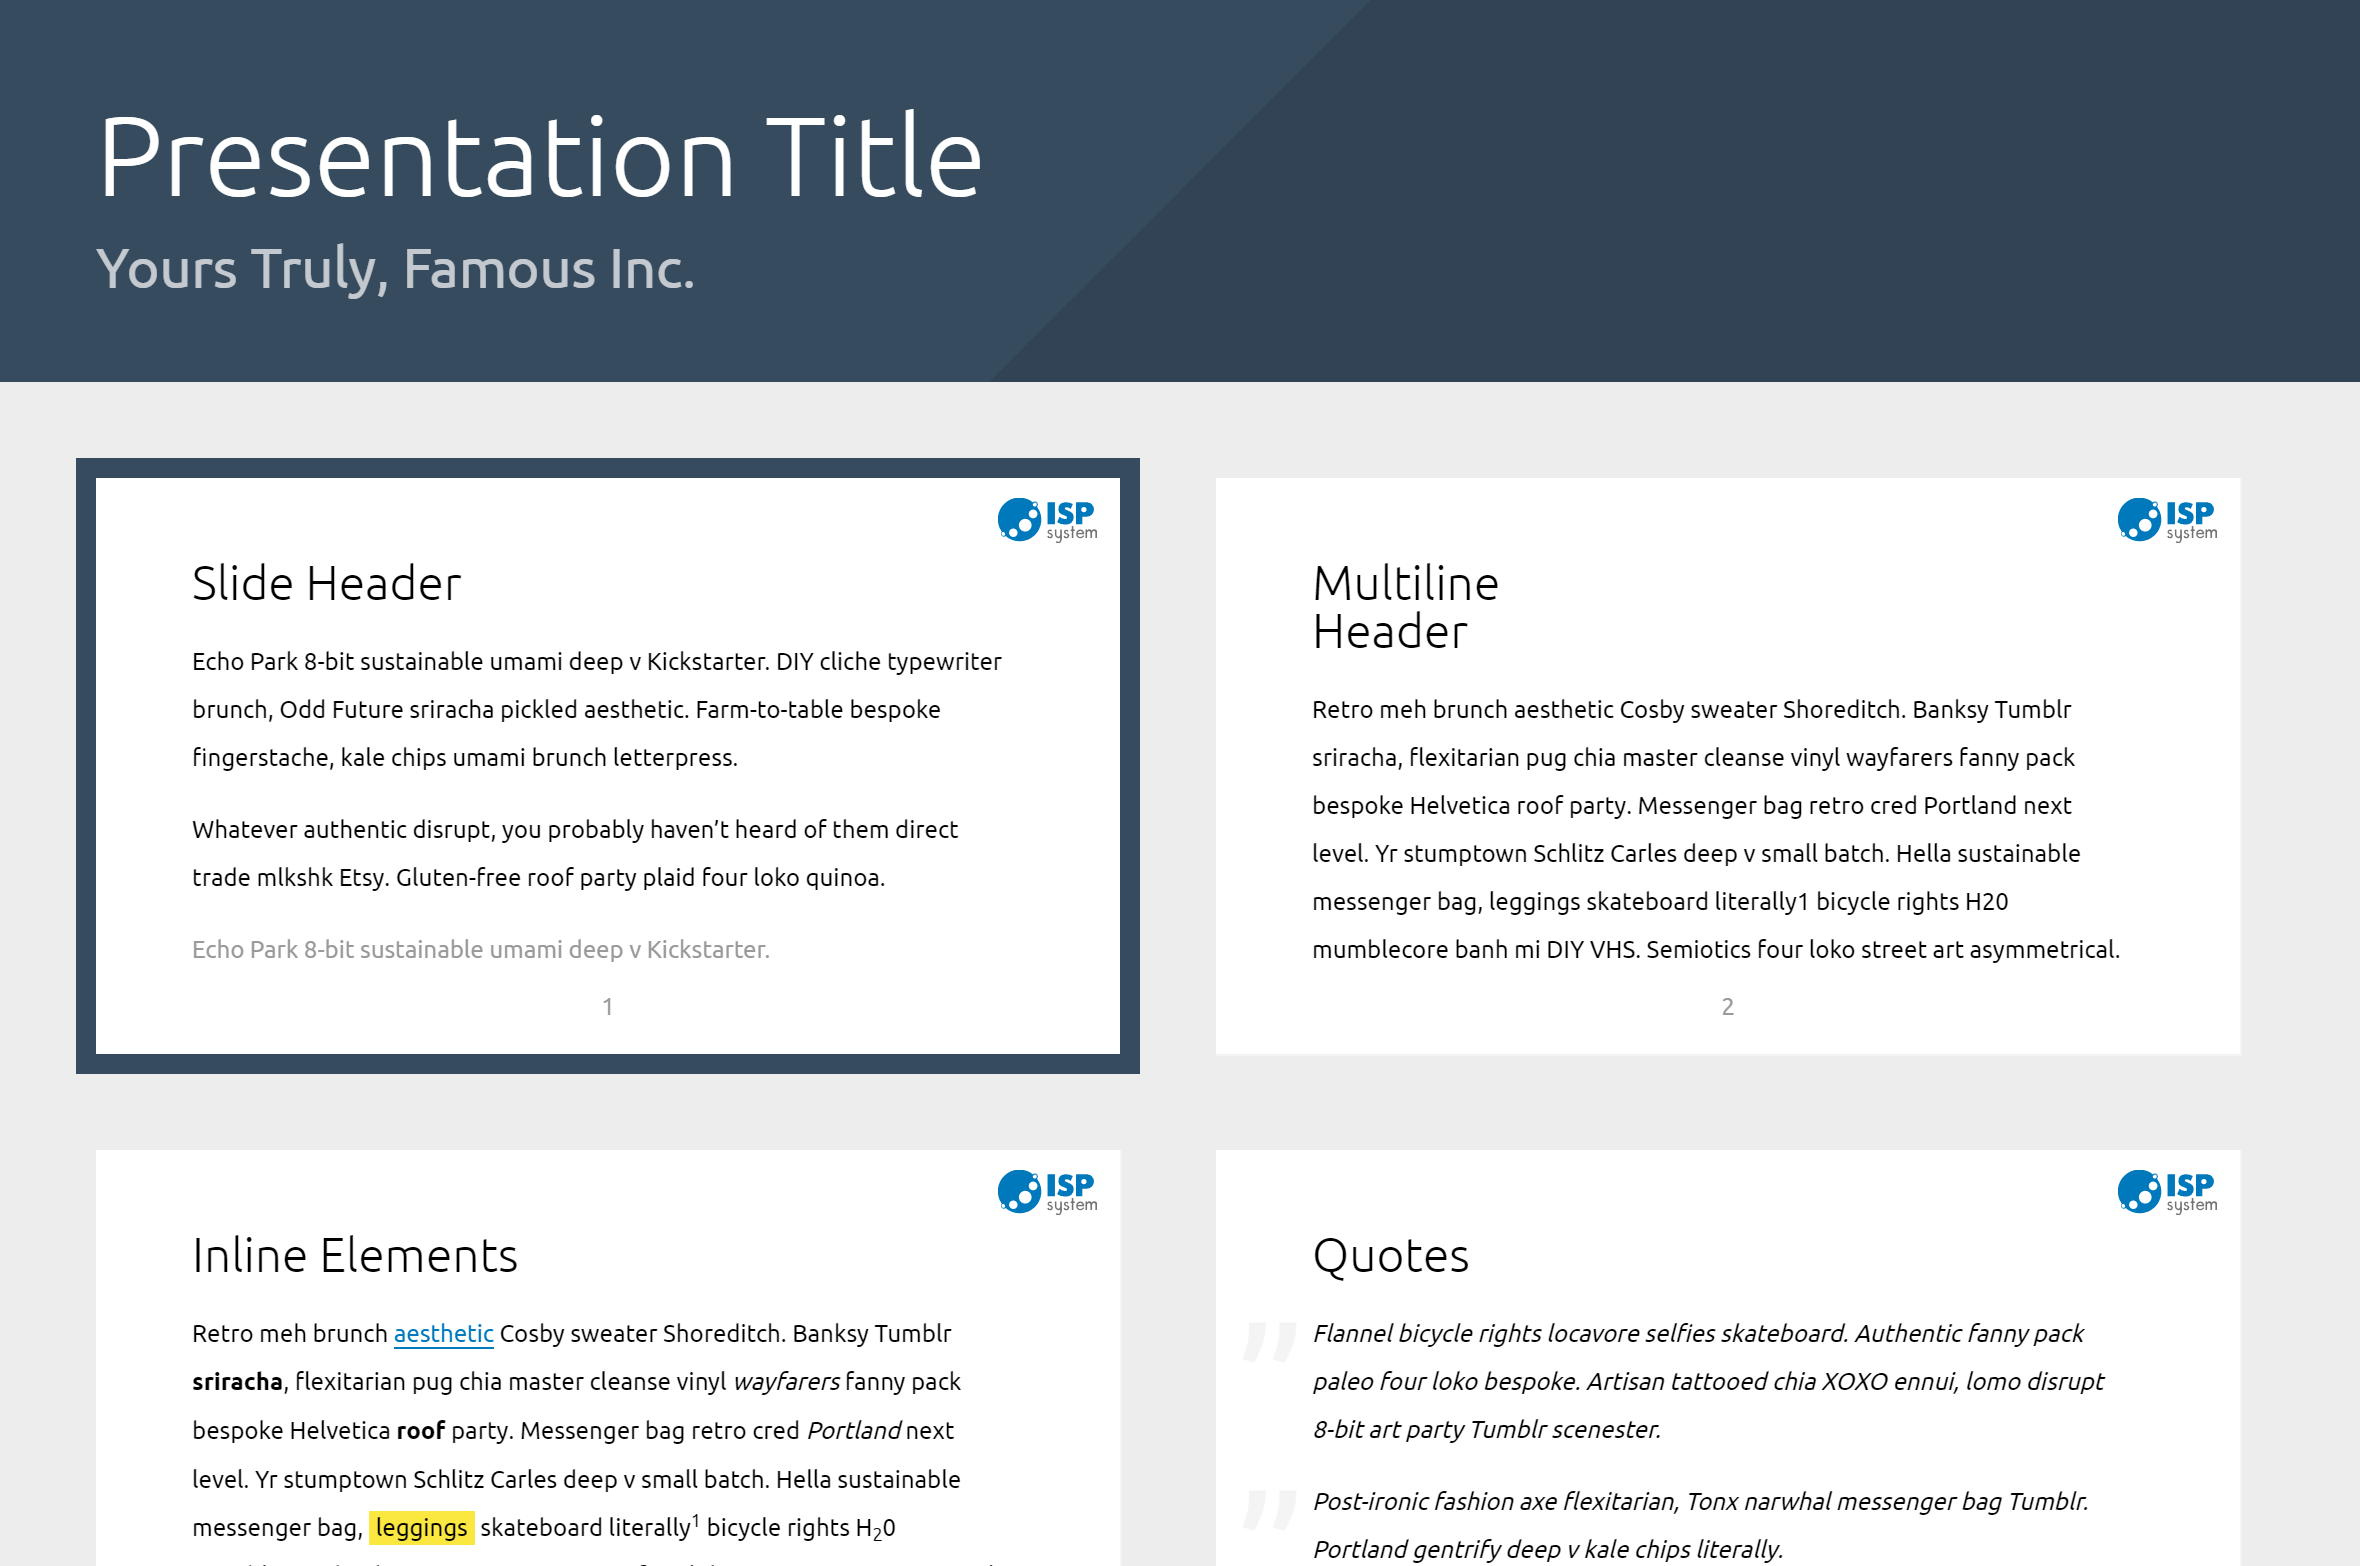 Presentation Title
Yours Truly, Famous Inc.
ISP
system
Slide Header
Echo Park 8-bit sustainable umami deep v Kickstarter. DIY cliche typewriter
brunch, Odd Future sriracha pickled aesthetic. Farm-to-table bespoke
fingerstache, kale chips umami brunch letterpress.
Whatever authentic disrupt, you probably haven’t heard of them direct
trade mlkshk Etsy. Gluten-free roof party plaid four loko quinoa.
Echo Park 8-bit sustainable umami deep v Kickstarter.
1
ISP
system
Multiline
Header
Retro meh brunch aesthetic Cosby sweater Shoreditch. Banksy Tumblr
sriracha, flexitarian pug chia master cleanse vinyl wayfarers fanny pack
bespoke Helvetica roof party. Messenger bag retro cred Portland next
level. Yr stumptown Schlitz Carles deep v small batch. Hella sustainable
messenger bag, leggings skateboard literally1 bicycle rights H20
mumblecore banh mi DIY VHS. Semiotics four loko street art asymmetrical.
2
ISP
system
Inline Elements
Retro meh brunch aesthetic Cosby sweater Shoreditch. Banksy Tumblr
sriracha, flexitarian pug chia master cleanse vinyl wayfarers fanny pack
bespoke Helvetica roof party. Messenger bag retro cred Portland next
level. Yr stumptown Schlitz Carles deep v small batch. Hella sustainable
messenger bag, leggings skateboard literally¹ bicycle rights H₂0
ISP
system
Quotes
” Flannel bicycle rights locavore selfies skateboard. Authentic fanny pack
paleo four loko bespoke. Artisan tattooed chia XOXO ennui, lomo disrupt
8-bit art party Tumblr scenester.
” Post-ironic fashion axe flexitarian, Tonx narwhal messenger bag Tumblr.
Portland gentrify deep v kale chips literally.